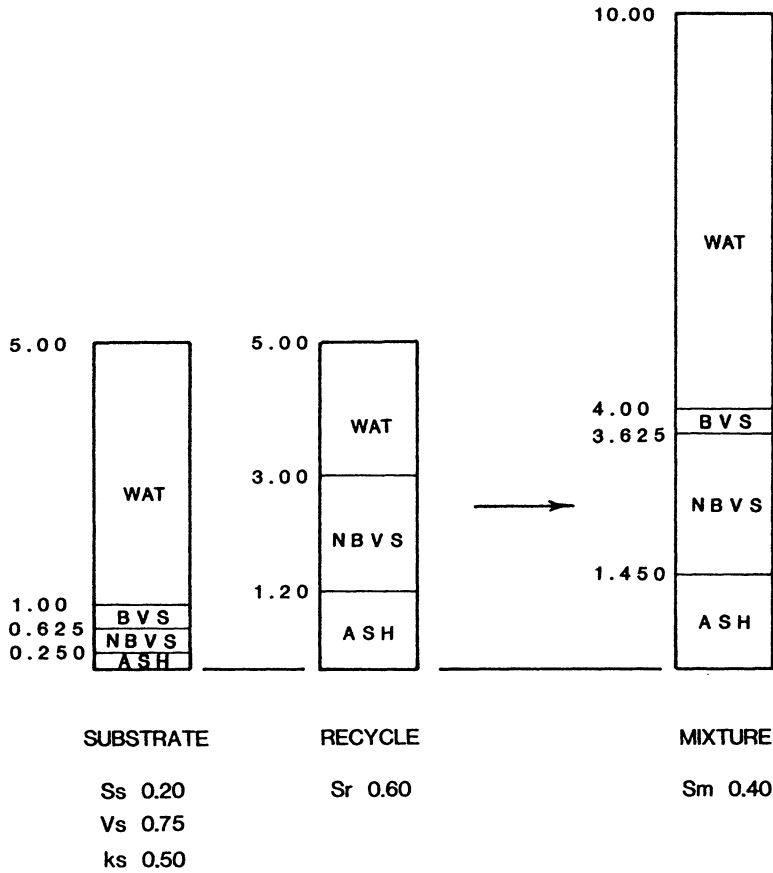 10.00
WAT
4.00
BVS
3.625
NBVS
1.450
ASH
5.00
WAT
1.00
BVS
0.625
NBVS
0.250
ASH
5.00
WAT
3.00
NBVS
1.20
ASH
SUBSTRATE
Ss 0.20
Vs 0.75
ks 0.50
RECYCLE
Sr 0.60
MIXTURE
Sm 0.40